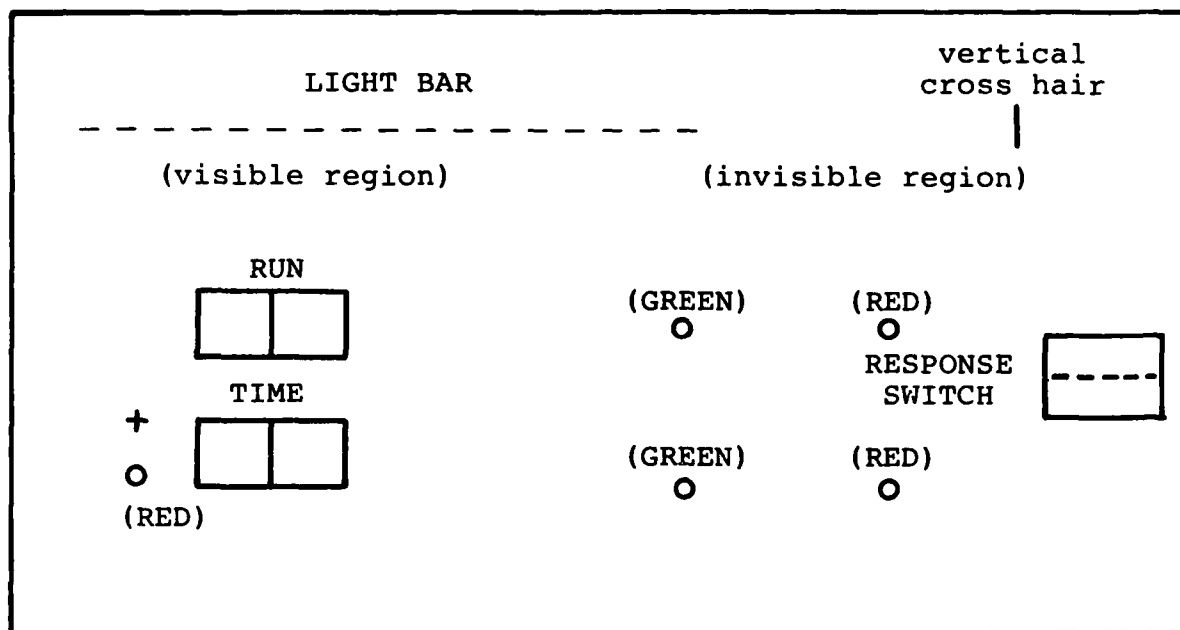 vertical
LIGHT BAR cross hair
(visible region) (invisible region)
RUN
(GREEN) (RED)
RESPONSE
TIME SWITCH
+
(GREEN) (RED)
(RED)